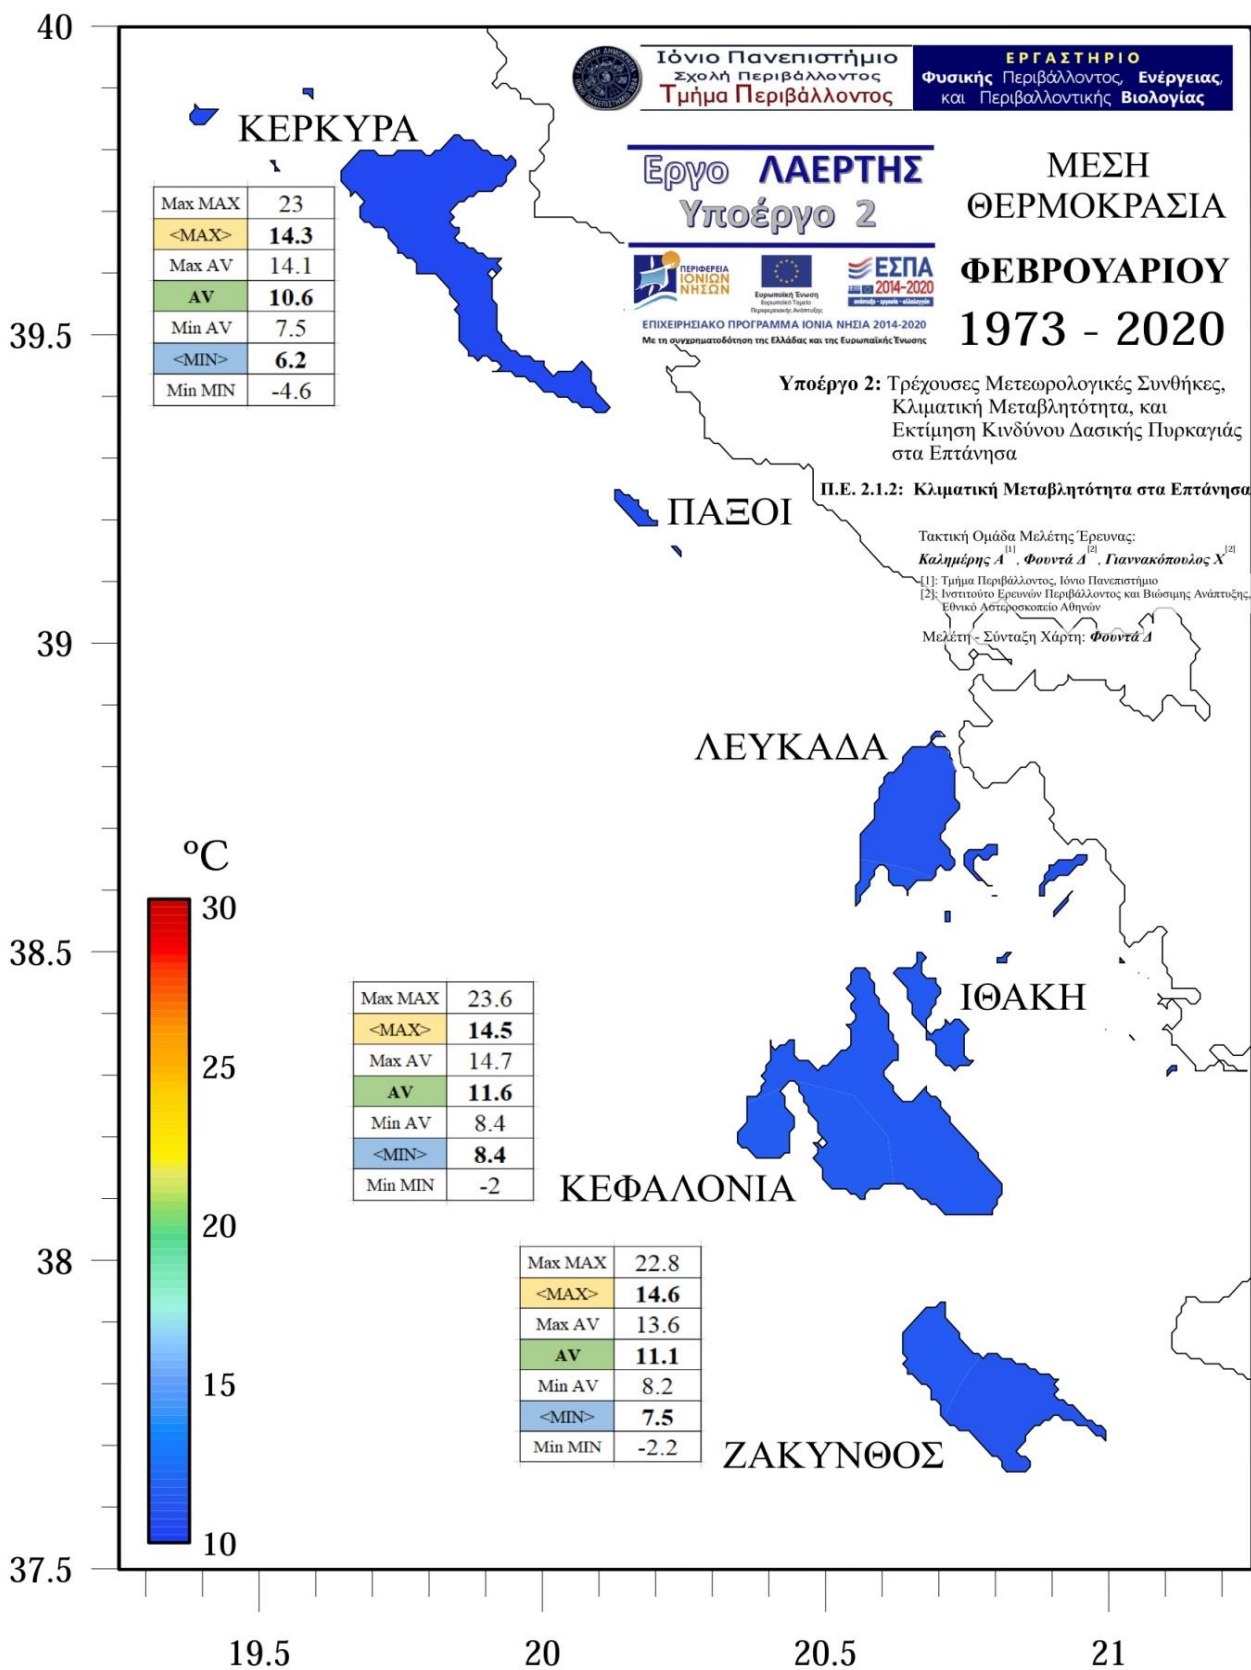 Ιόνιο Πανεπιστήμιο
Σχολή Περιβάλλοντος
Τμήμα Περιβάλλοντος
ΕΡΓΑΣΤΗΡΙΟ
Φυσικής Περιβάλλοντος, Ενέργειας,
και Περιβαλλοντικής Βιολογίας
Εργο ΛΑΕΡΤΗΣ
Υποέργο 2
ΠΕΡΙΦΕΡΕΙΑ
ΙΟΝΙΩΝ
ΝΗΣΩΝ
Ευρωπαϊκή Ένωση
Ευρωπαϊκό Ταμείο
Περιφερειακής Ανάπτυξης
ΕΣΠΑ
2014-2020
ανάπτυξη - εργασία - αλληλεγγύη
ΕΠΙΧΕΙΡΗΣΙΑΚΟ ΠΡΟΓΡΑΜΜΑ ΙΟΝΙΑ ΝΗΣΙΑ 2014-2020
Με τη συγχρηματοδότηση της Ελλάδας και της Ευρωπαϊκής Ένωσης
ΜΕΣΗ
ΘΕΡΜΟΚΡΑΣΙΑ
ΦΕΒΡΟΥΑΡΙΟΥ
1973 - 2020
Υποέργο 2: Τρέχουσες Μετεωρολογικές Συνθήκες,
Κλιματική Μεταβλητότητα, και
Εκτίμηση Κινδύνου Δασικής Πυρκαγιάς
στα Επτάνησα
Π.Ε. 2.1.2: Κλιματική Μεταβλητότητα στα Επτάνησα
Τακτική Ομάδα Μελέτης Έρευνας:
Καλημέρης Α [1], Φουντά Δ [2], Γιαννακόπουλος Χ [2]
[1]: Τμήμα Περιβάλλοντος, Ιόνιο Πανεπιστήμιο
[2]: Ινστιτούτο Ερευνών Περιβάλλοντος και Βιώσιμης Ανάπτυξης,
Εθνικό Αστεροσκοπείο Αθηνών
Μελέτη - Σύνταξη Χάρτη: Φουντά Δ
ΚΕΡΚΥΡΑ
Max MAX 23
<MAX> 14.3
Max AV 14.1
AV 10.6
Min AV 7.5
<MIN> 6.2
Min MIN -4.6
ΠΑΞΟΙ
ΛΕΥΚΑΔΑ
ΙΘΑΚΗ
Max MAX 23.6
<MAX> 14.5
Max AV 14.7
AV 11.6
Min AV 8.4
<MIN> 8.4
Min MIN -2
ΚΕΦΑΛΟΝΙΑ
Max MAX 22.8
<MAX> 14.6
Max AV 13.6
AV 11.1
Min AV 8.2
<MIN> 7.5
Min MIN -2.2
ΖΑΚΥΝΘΟΣ
°C
30
25
20
15
10
40
39.5
39
38.5
38
37.5
19.5
20
20.5
21